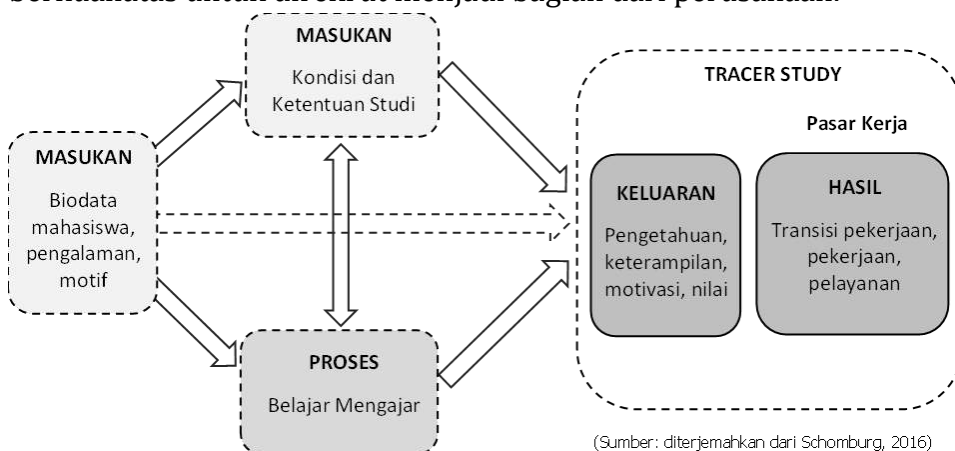 MASUKAN
Kondisi dan
Ketentuan Studi
MASUKAN
Biodata
mahasiswa,
pengalaman,
motif
PROSES
Belajar Mengajar
TRACER STUDY
Pasar Kerja
KELUARAN
Pengetahuan,
keterampilan,
motivasi, nilai
HASIL
Transisi pekerjaan,
pekerjaan,
pelayanan
(Sumber: diterjemahkan dari Schomburg, 2016)